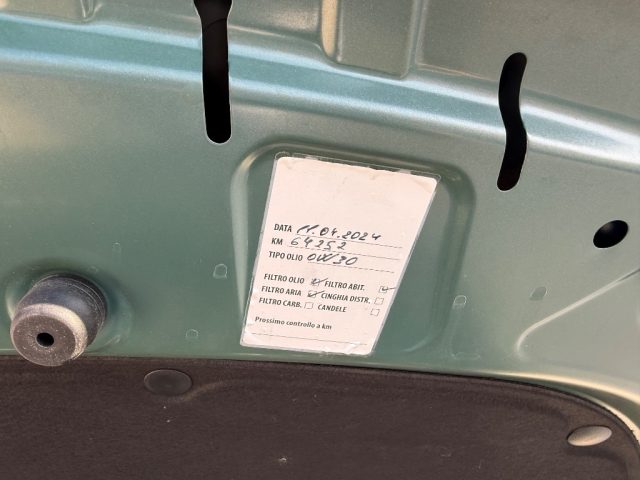 DATA 11.04.2024
KM 64252
TIPO OLIO 0W30
FILTRO OLIO ☑ FILTRO ABIT. ☑
FILTRO ARIA ☑ CINGHIA DISTR. ☐
FILTRO CARB. ☐ CANDELE ☐
Prossimo controllo a km